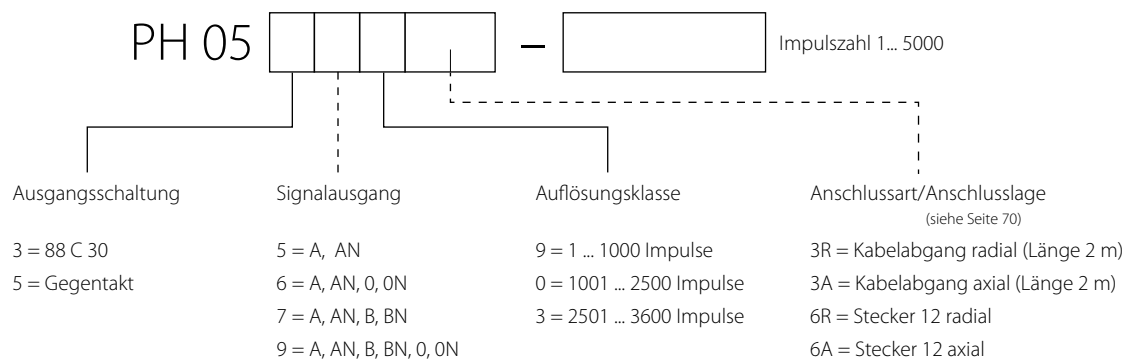 PH 05 – Impulszahl 1... 5000
Ausgangsschaltung
3 = 88 C 30
5 = Gegentakt
Signalausgang
5 = A, AN
6 = A, AN, 0, 0N
7 = A, AN, B, BN
9 = A, AN, B, BN, 0, 0N
Auflösungsklasse
9 = 1 ... 1000 Impulse
0 = 1001 ... 2500 Impulse
3 = 2501 ... 3600 Impulse
Anschlussart/Anschlusslage
(siehe Seite 70)
3R = Kabelabgang radial (Länge 2 m)
3A = Kabelabgang axial (Länge 2 m)
6R = Stecker 12 radial
6A = Stecker 12 axial